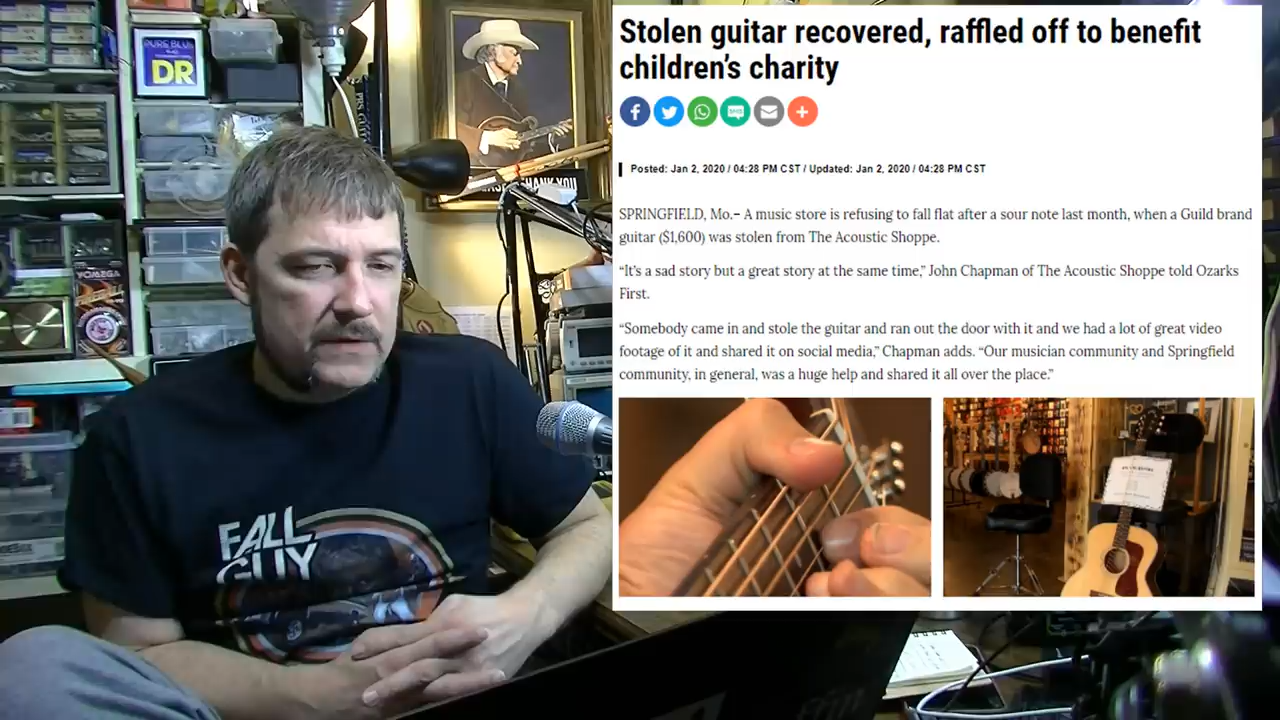 PURE BLUES
DR
YOMEGA
FIREBALL
FALL
GUY
THANK YOU
Stolen guitar recovered, raffled off to benefit
children's charity
SMS
Posted: Jan 2, 2020 / 04:28 PM CST / Updated: Jan 2, 2020 / 04:28 PM CST
SPRINGFIELD, Mo.– A music store is refusing to fall flat after a sour note last month, when a Guild brand
guitar ($1,600) was stolen from The Acoustic Shoppe.
“It’s a sad story but a great story at the same time,” John Chapman of The Acoustic Shoppe told Ozarks
First.
“Somebody came in and stole the guitar and ran out the door with it and we had a lot of great video
footage of it and shared it on social media,” Chapman adds. “Our musician community and Springfield
community, in general, was a huge help and shared it all over the place.”